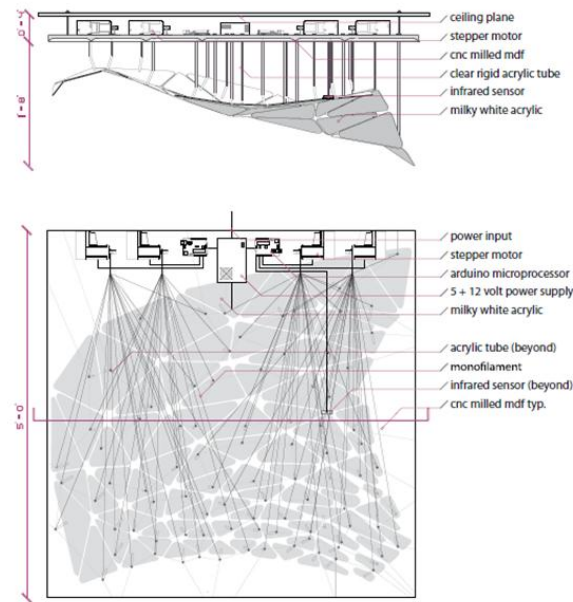 ceiling plane
stepper motor
cnc milled mdf
clear rigid acrylic tube
infrared sensor
milky white acrylic
1'-8"
power input
stepper motor
arduino microprocessor
5 + 12 volt power supply
milky white acrylic
acrylic tube (beyond)
monofilament
infrared sensor (beyond)
cnc milled mdf typ.
5'-0"